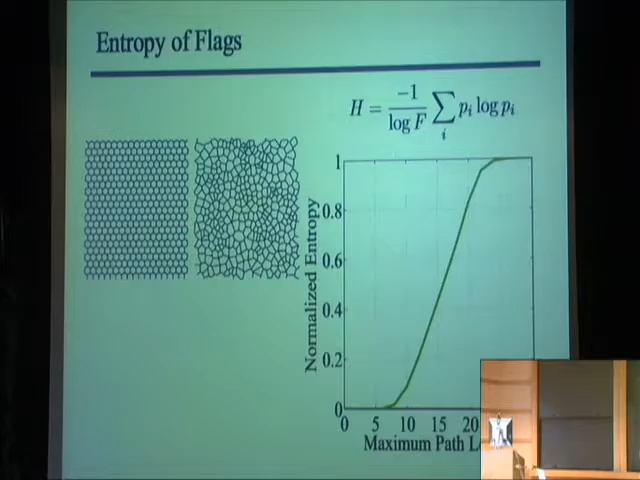 Entropy of Flags
H = -1 / log F ∑ i p_i log p_i
1
0.8
0.6
0.4
0.2
0
Normalized Entropy
0 5 10 15 20
Maximum Path